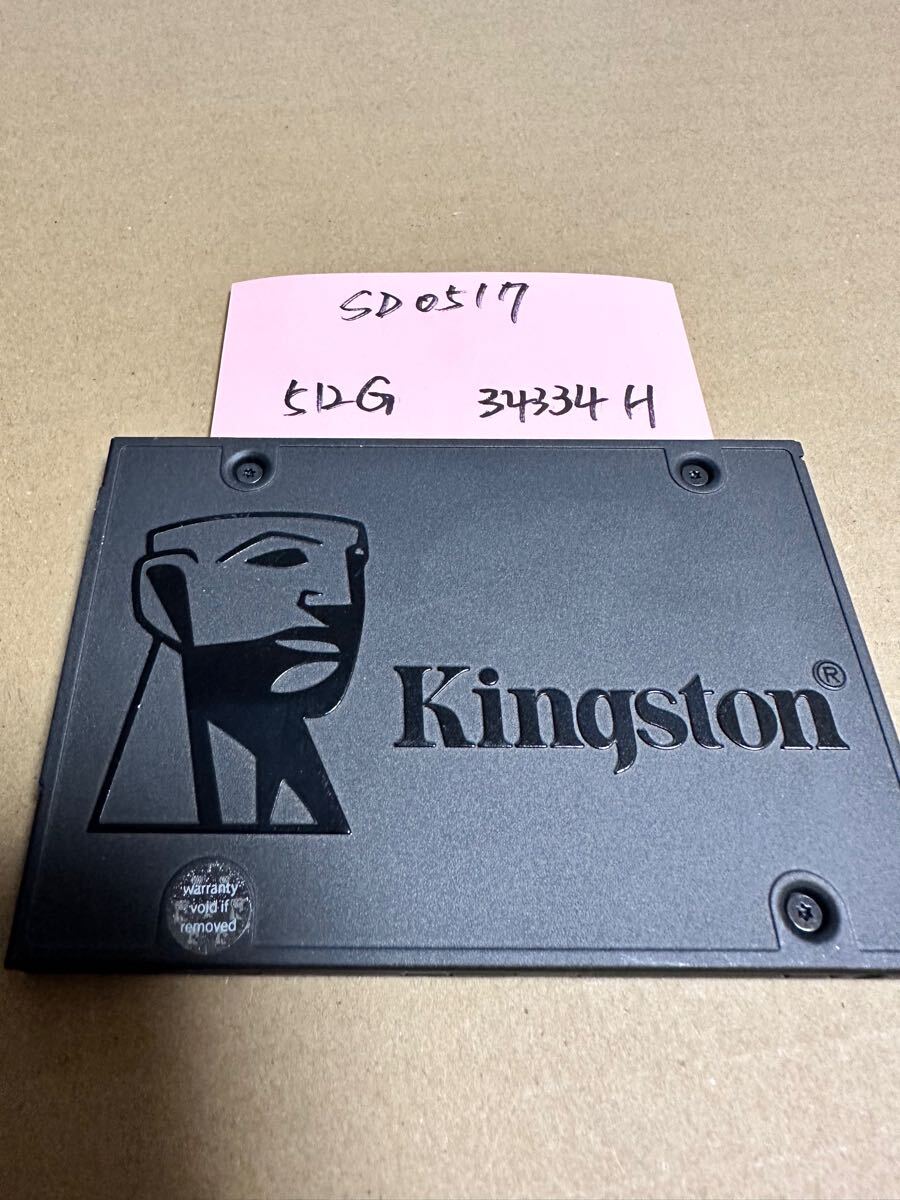 SD0517
512G 34334H
Kingston®
warranty
void if
removed